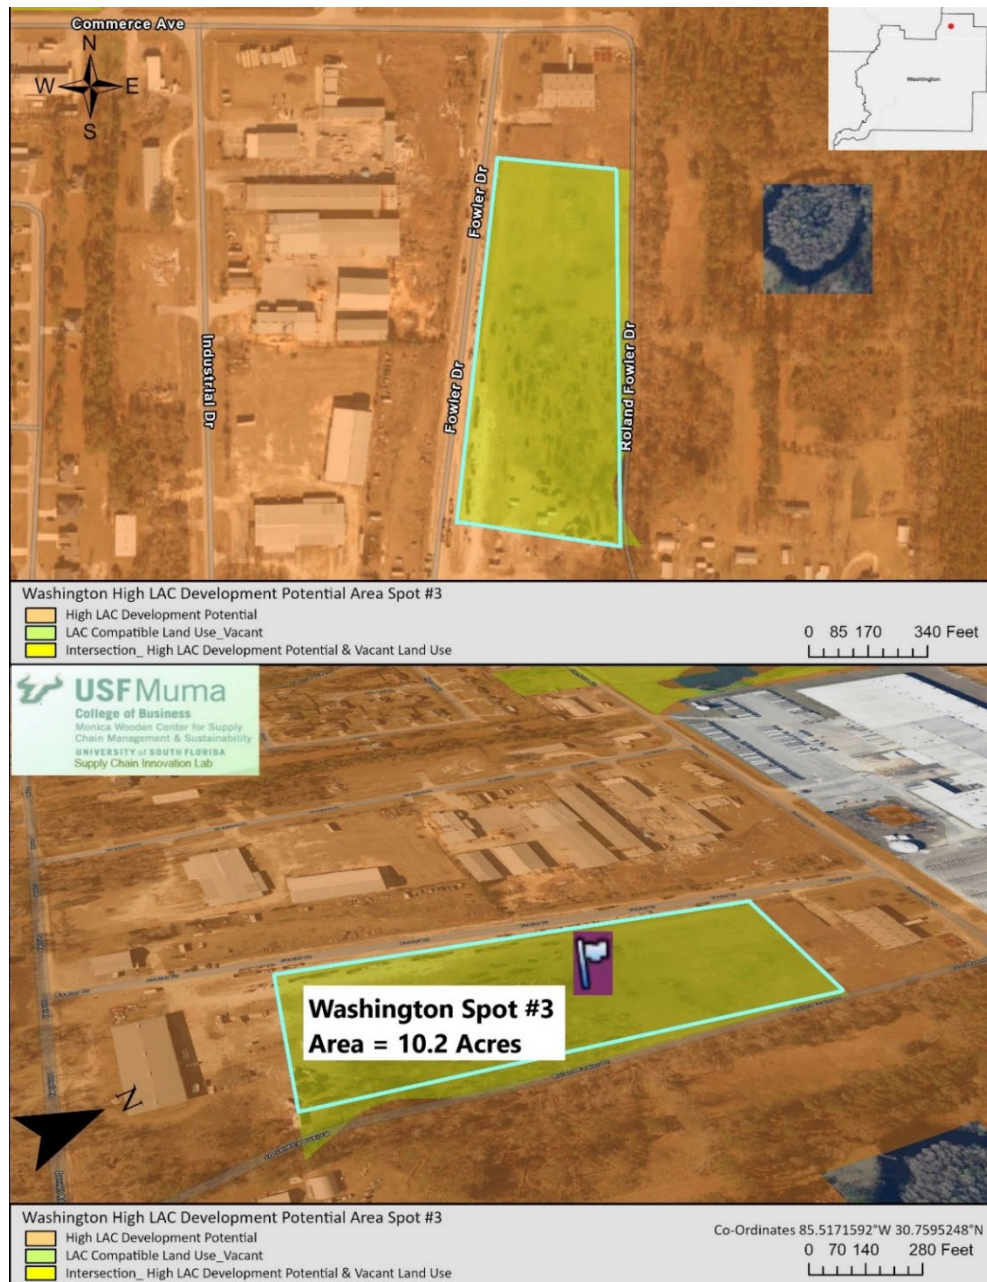 Commerce Ave
N
W
E
S
Washington
Fowler Dr
Fowler Dr
Industrial Dr
Roland Fowler Dr
Washington High LAC Development Potential Area Spot #3
High LAC Development Potential
LAC Compatible Land Use_Vacant
Intersection_ High LAC Development Potential & Vacant Land Use
0 85 170 340 Feet
USF Muma
College of Business
Monica Wooden Center for Supply
Chain Management & Sustainability
UNIVERSITY of SOUTH FLORIDA
Supply Chain Innovation Lab
Washington Spot #3
Area = 10.2 Acres
N
Washington High LAC Development Potential Area Spot #3
High LAC Development Potential
LAC Compatible Land Use_Vacant
Intersection_ High LAC Development Potential & Vacant Land Use
Co-Ordinates 85.5171592°W 30.7595248°N
0 70 140 280 Feet